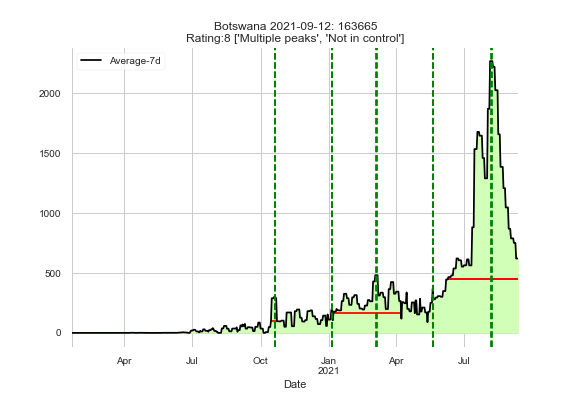 Botswana 2021-09-12: 163665
Rating:8 ['Multiple peaks', 'Not in control']
Average-7d
2000
1500
1000
500
0
Apr Jul Oct Jan Apr Jul
2021
Date